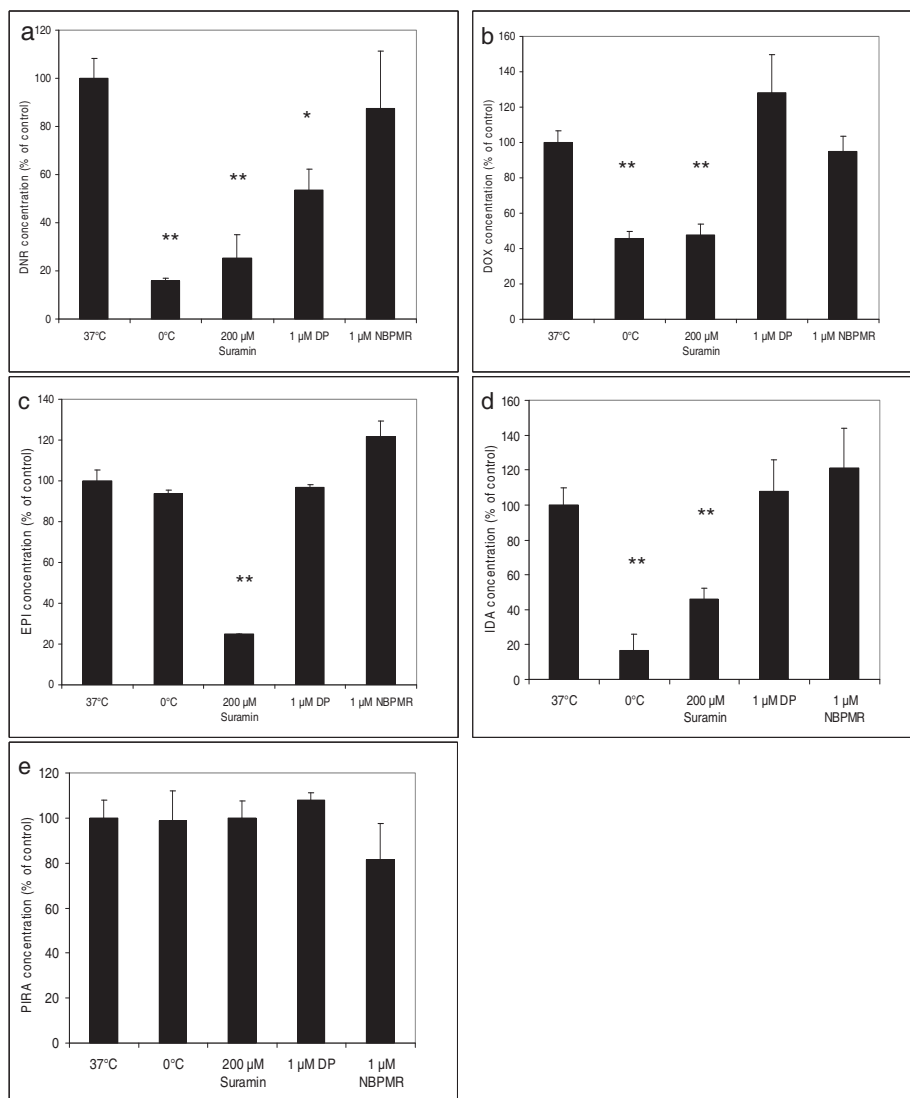 a
DNR concentration (% of control)
120
100
80
60
40
20
0
**
**
*
37°C 0°C 200 µM 1 µM DP 1 µM NBPMR
Suramin
b
DOX concentration (% of control)
160
140
120
100
80
60
40
20
0
** **
37°C 0°C 200 µM 1 µM DP 1 µM NBPMR
Suramin
c
EPI concentration (% of control)
140
120
100
80
60
40
20
0
**
37°C 0°C 200 µM 1 µM DP 1 µM NBPMR
Suramin
d
IDA concentration (% of control)
160
140
120
100
80
60
40
20
0
**
**
37°C 0°C 200 µM 1 µM DP 1 µM
Suramin NBPMR
e
PIRA concentration (% of control)
120
100
80
60
40
20
0
37°C 0°C 200 µM 1 µM DP 1 µM
Suramin NBPMR